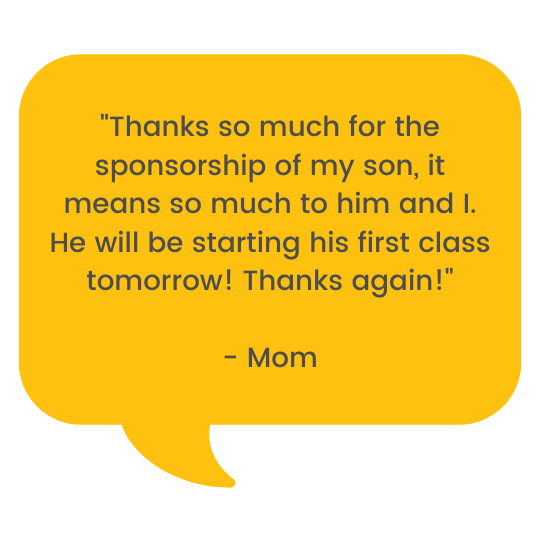 "Thanks so much for the
sponsorship of my son, it
means so much to him and I.
He will be starting his first class
tomorrow! Thanks again!"
- Mom